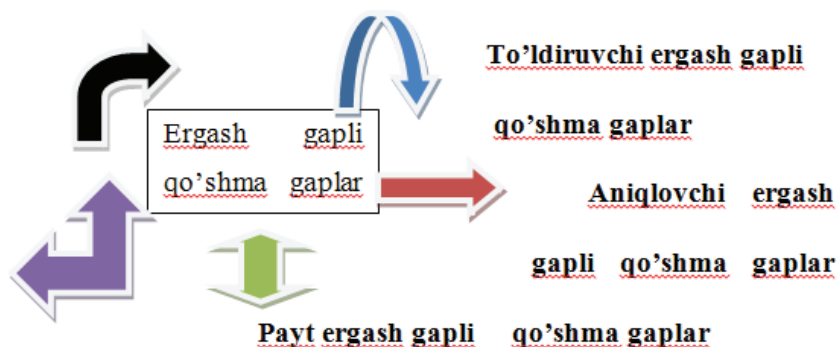 To’ldiruvchi ergash gapli
qo’shma gaplar
Ergash gapli
qo’shma gaplar
Aniqlovchi ergash
gapli qo’shma gaplar
Payt ergash gapli qo’shma gaplar